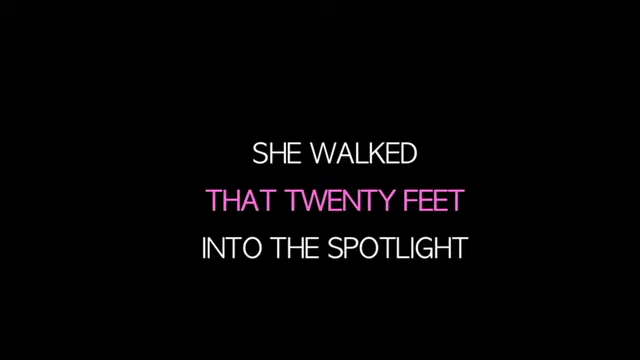 SHE WALKED
THAT TWENTY FEET
INTO THE SPOTLIGHT